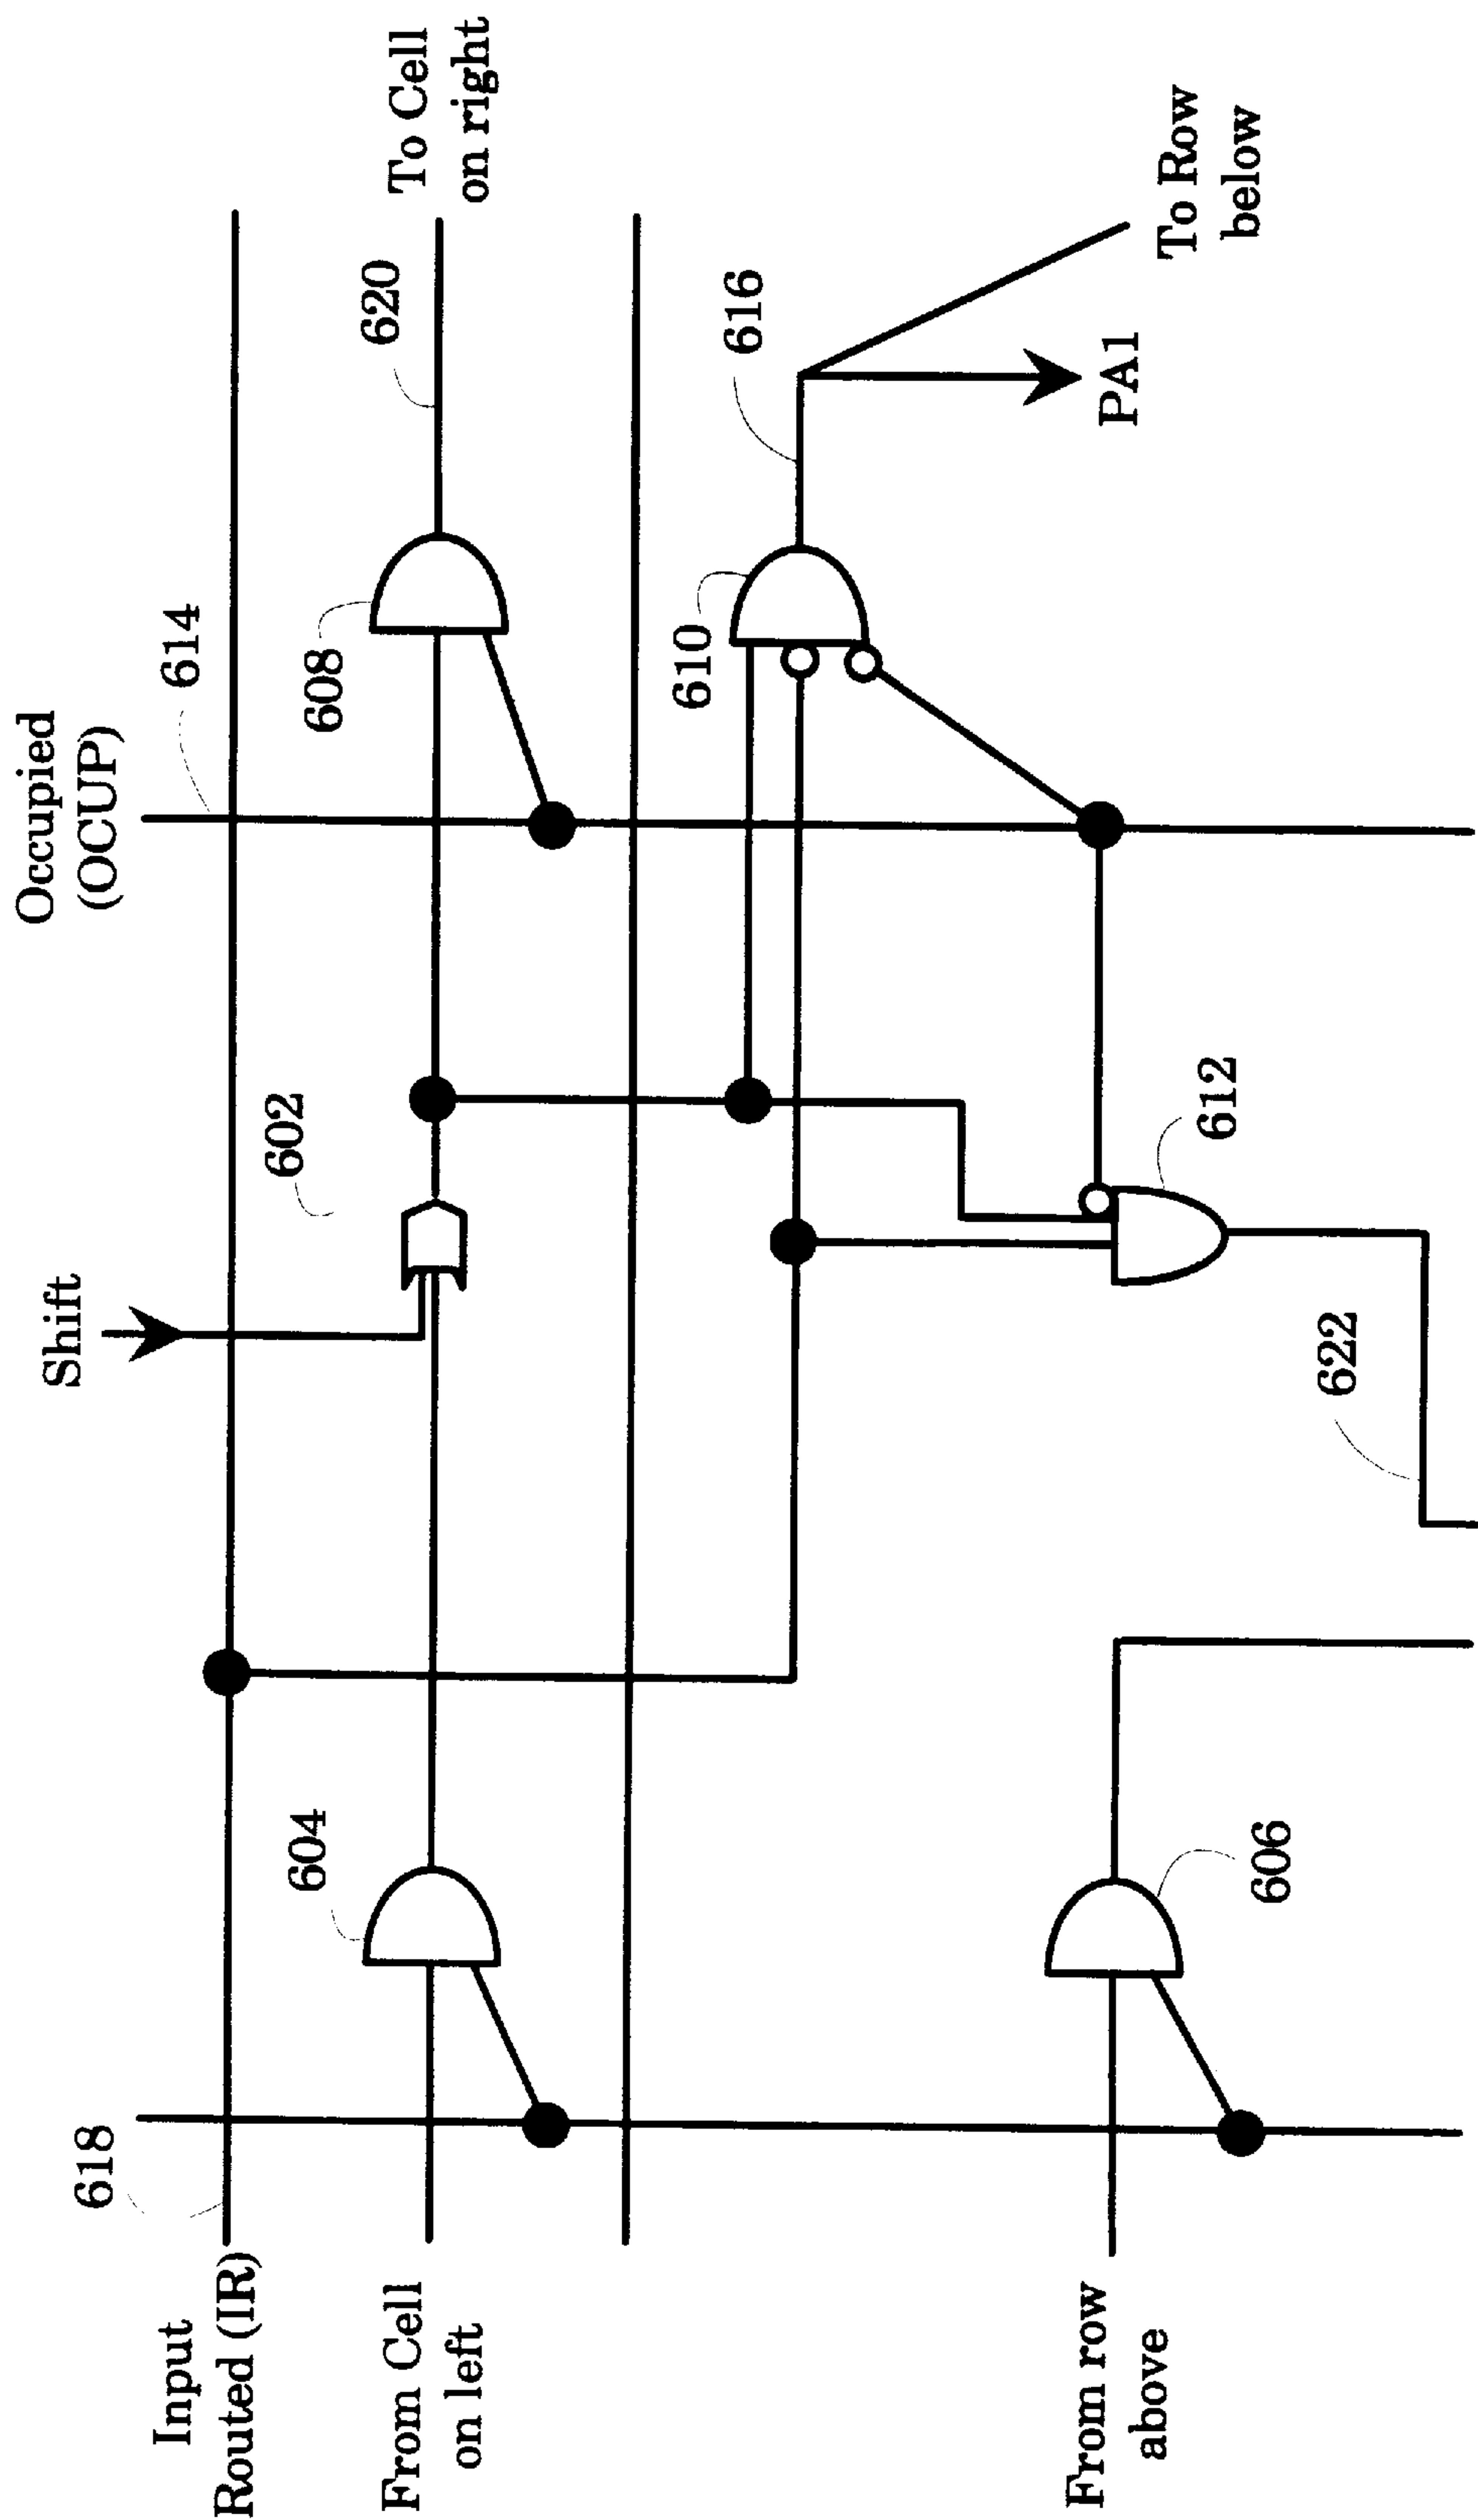 Occupied
(OCUP)
614
Shift
602
618
Input
Routed (IR)
604
608
620
To Cell
on right
From Cell
on left
610
616
PA1
To Row
below
612
622
606
From row
above